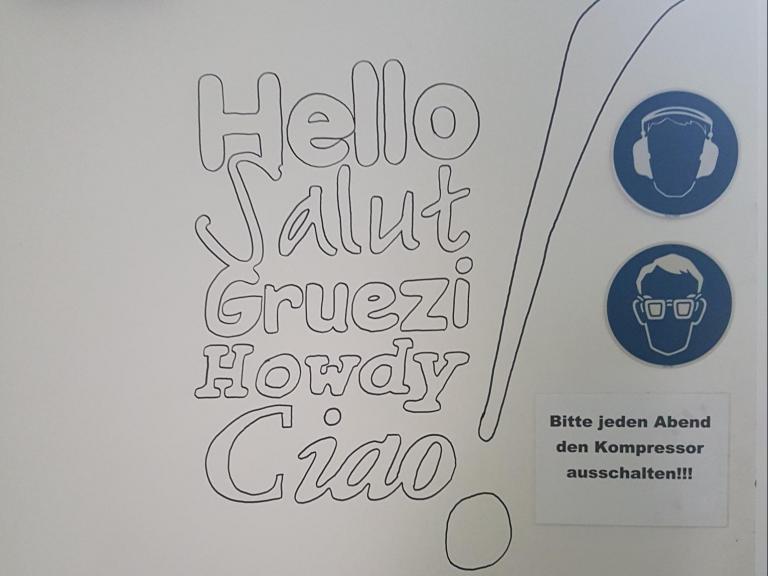 Hello
Salut
Gruezi
Howdy
Ciao
!
Bitte jeden Abend
den Kompressor
ausschalten!!!